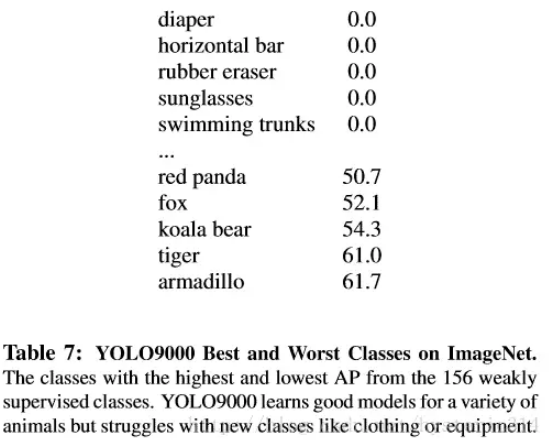 diaper 0.0
horizontal bar 0.0
rubber eraser 0.0
sunglasses 0.0
swimming trunks 0.0
...
red panda 50.7
fox 52.1
koala bear 54.3
tiger 61.0
armadillo 61.7
Table 7: YOLO9000 Best and Worst Classes on ImageNet.
The classes with the highest and lowest AP from the 156 weakly
supervised classes. YOLO9000 learns good models for a variety of
animals but struggles with new classes like clothing or equipment.